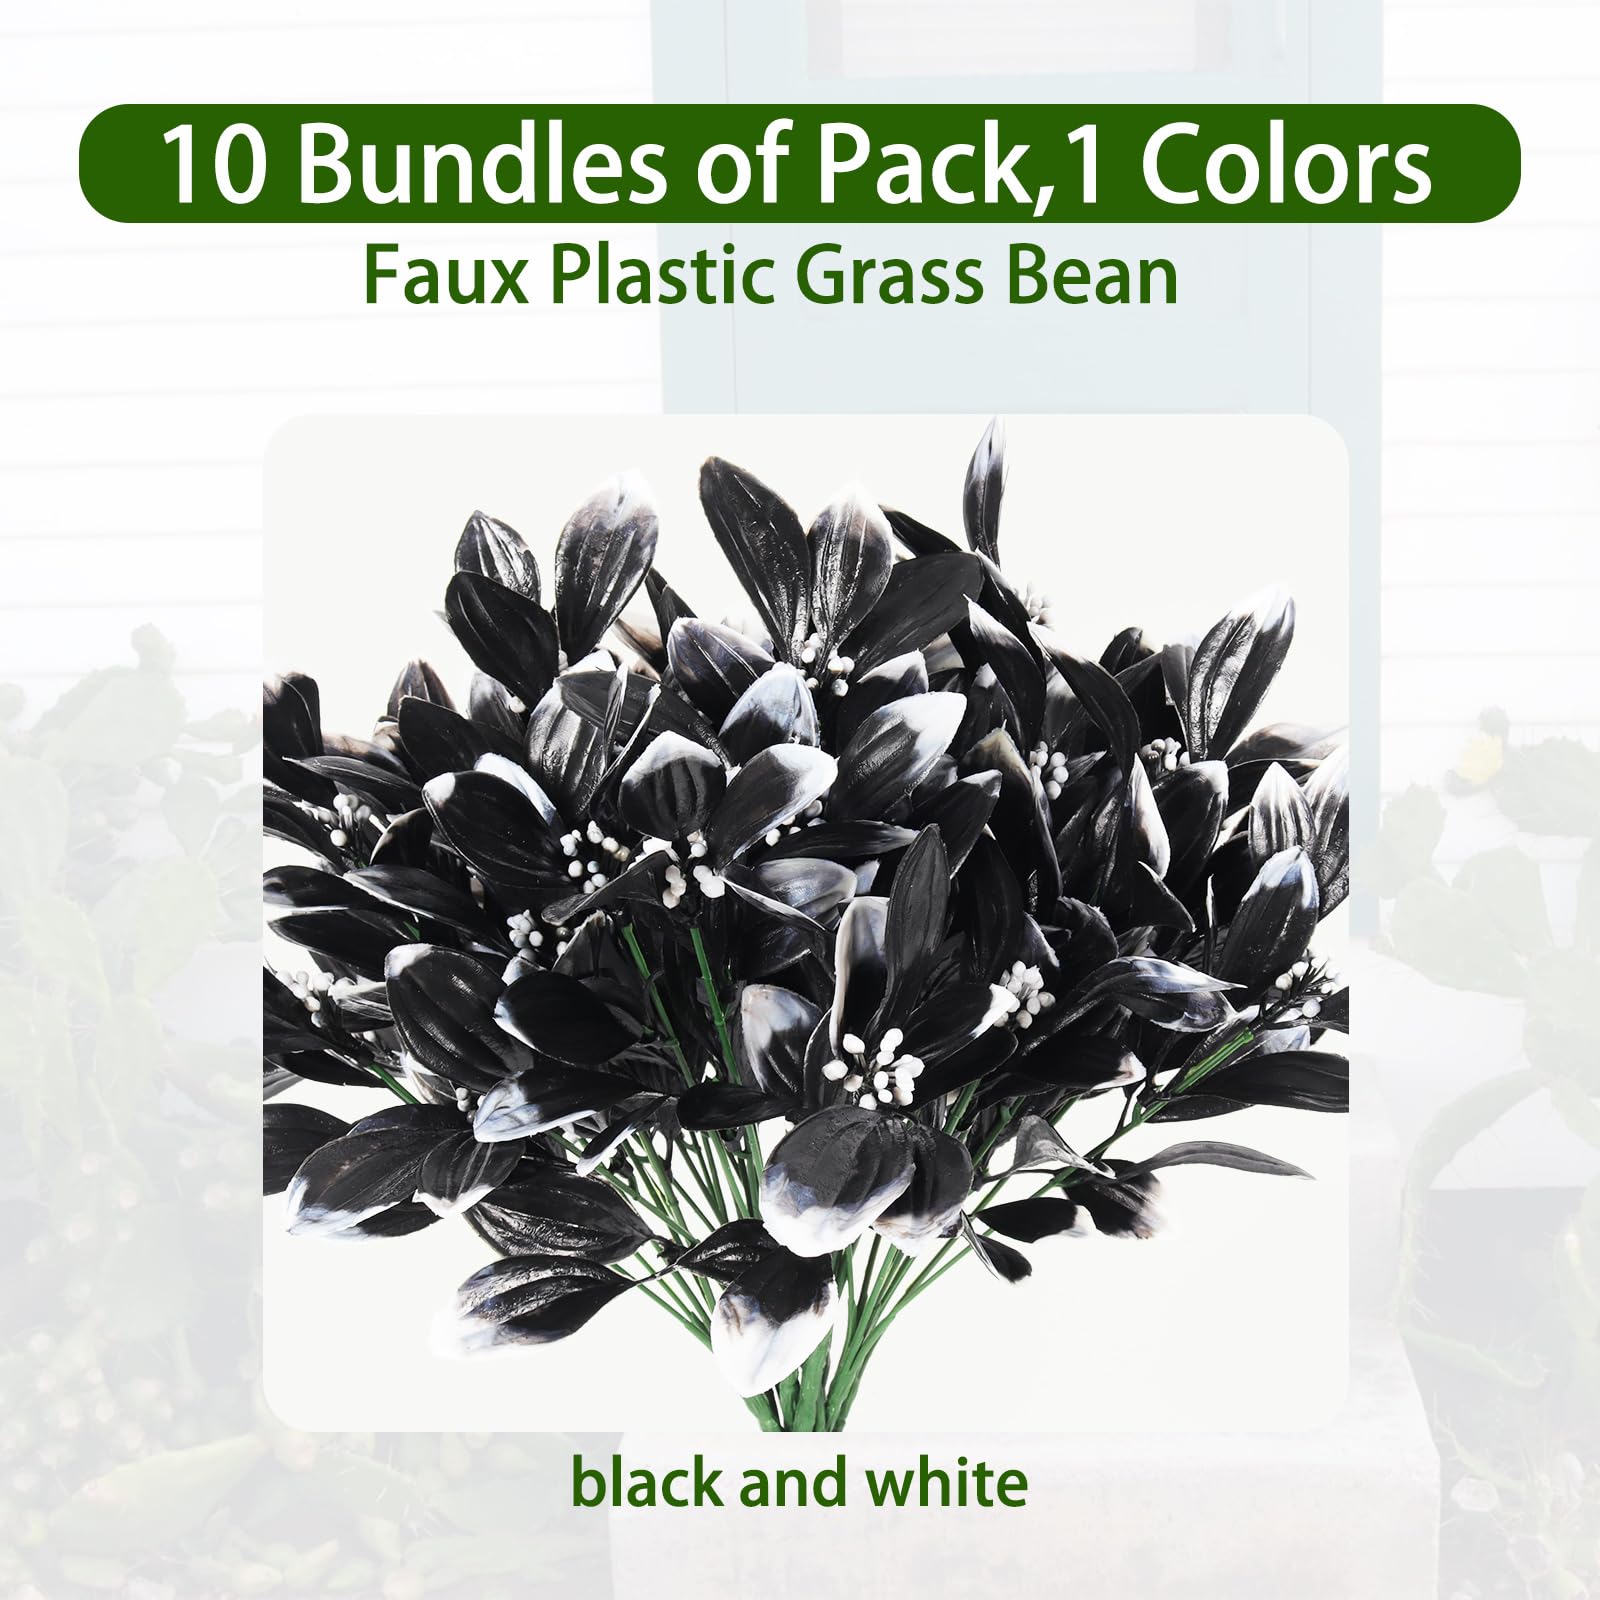 10 Bundles of Pack,1 Colors
Faux Plastic Grass Bean
black and white